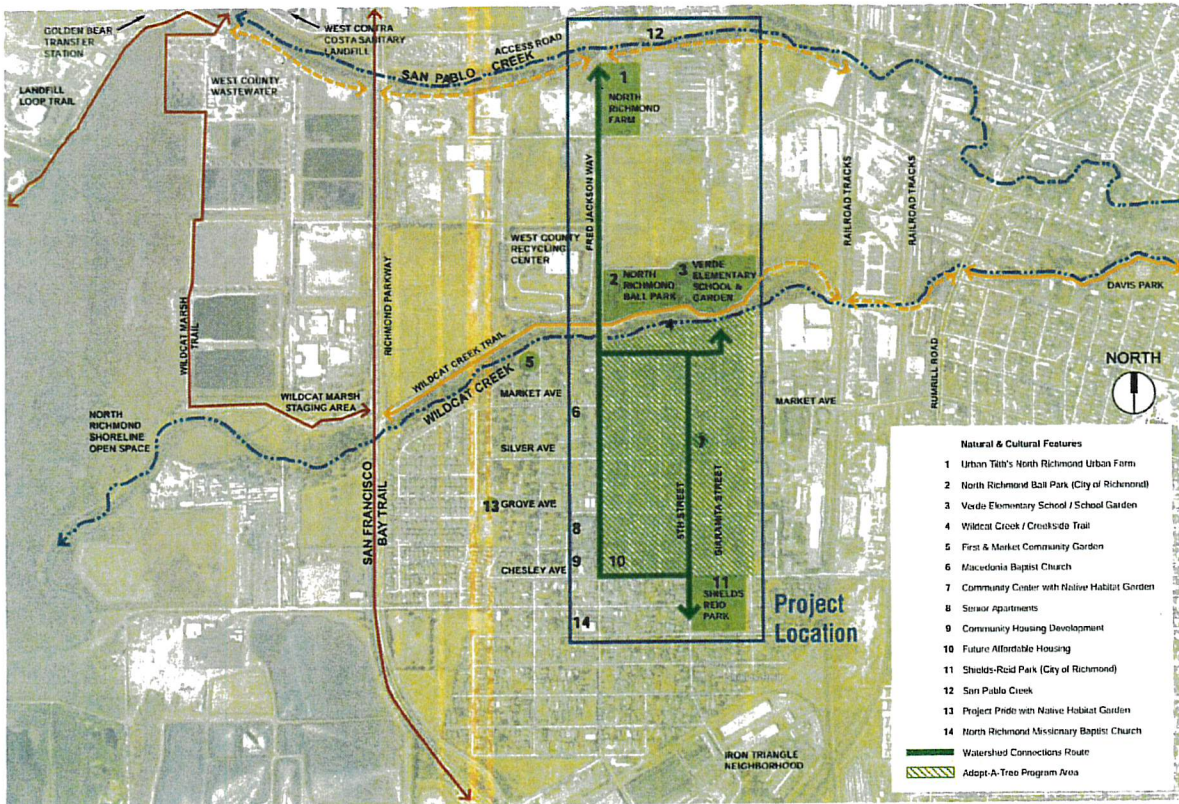 GOLDEN BEAR
TRANSFER
STATION
WEST CONTRA
COSTA SANITARY
LANDFILL
ACCESS ROAD
12
SAN PABLO CREEK
LANDFILL
LOOP TRAIL
WEST COUNTY
WASTEWATER
1
NORTH
RICHMOND
FARM
FRED JACKSON WAY
RAILROAD TRACKS
RAILROAD TRACKS
WEST COUNTY
RECYCLING
CENTER
2 NORTH
RICHMOND
BALL PARK
3 VERDE
ELEMENTARY
SCHOOL &
GARDEN
DAVIS PARK
WILDCAT MARSH
TRAIL
RICHMOND PARKWAY
WILDCAT CREEK TRAIL
WILDCAT CREEK
4
5
RUMRILL ROAD
NORTH
WILDCAT MARSH
STAGING AREA
MARKET AVE
MARKET AVE
6
NORTH
RICHMOND
SHORELINE
OPEN SPACE
SILVER AVE
7
SAN FRANCISCO
BAY TRAIL
13 GROVE AVE
5TH STREET
GIARAMITA STREET
8
9
10
CHESLEY AVE
11
SHIELDS
REID
PARK
14
Project
Location
IRON TRIANGLE
NEIGHBORHOOD
Natural & Cultural Features
1 Urban Tilth's North Richmond Urban Farm
2 North Richmond Ball Park (City of Richmond)
3 Verde Elementary School / School Garden
4 Wildcat Creek / Creekside Trail
5 First & Market Community Garden
6 Macedonia Baptist Church
7 Community Center with Native Habitat Garden
8 Senior Apartments
9 Community Housing Development
10 Future Affordable Housing
11 Shields-Reid Park (City of Richmond)
12 San Pablo Creek
13 Project Pride with Native Habitat Garden
14 North Richmond Missionary Baptist Church
Watershed Connections Route
Adopt-A-Tree Program Area